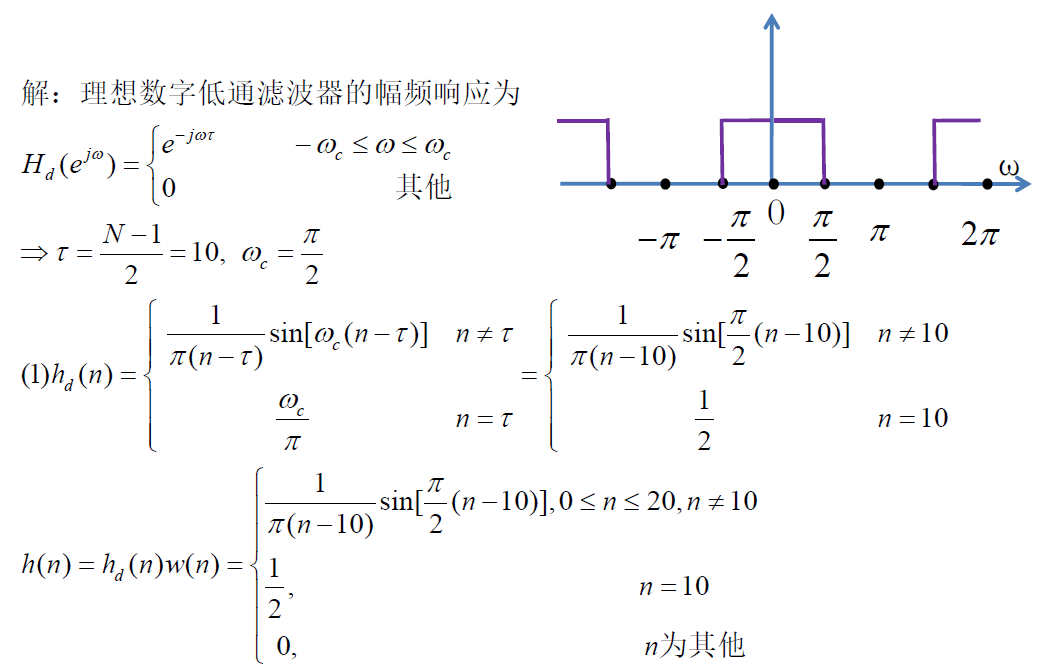 解：理想数字低通滤波器的幅频响应为
H_d(e^{jω}) = { e^{-jωτ}    -ω_c ≤ ω ≤ ω_c
0    其他
ω
-π  -π/2  0  π/2  π  2π
⇒ τ = (N-1)/2 = 10, ω_c = π/2
(1)h_d(n) = { 1/(π(n-τ)) sin[ω_c(n-τ)]  n ≠ τ
ω_c/π  n = τ
= { 1/(π(n-10)) sin[π/2(n-10)]  n ≠ 10
1/2  n = 10
h(n) = h_d(n)w(n) = { 1/(π(n-10)) sin[π/2(n-10)], 0 ≤ n ≤ 20, n ≠ 10
1/2,  n = 10
0,  n为其他